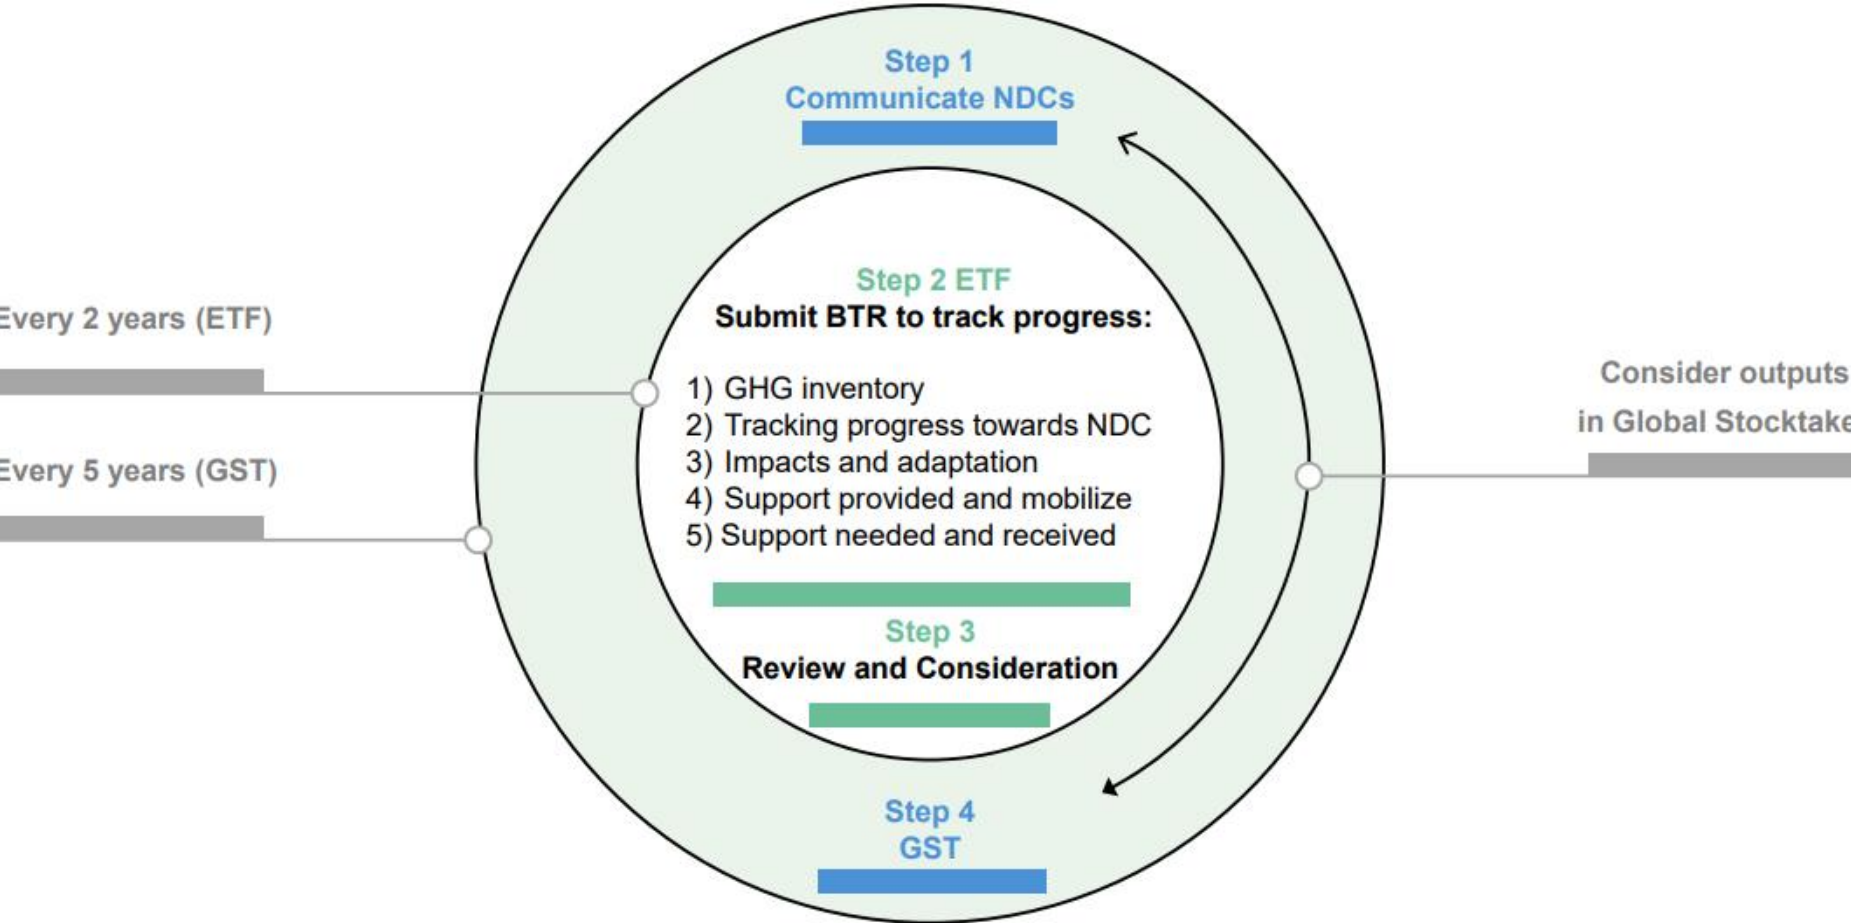 Step 1
Communicate NDCs
Step 2 ETF
Submit BTR to track progress:
1) GHG inventory
2) Tracking progress towards NDC
3) Impacts and adaptation
4) Support provided and mobilize
5) Support needed and received
Step 3
Review and Consideration
Step 4
GST
Every 2 years (ETF)
Every 5 years (GST)
Consider outputs
in Global Stocktake